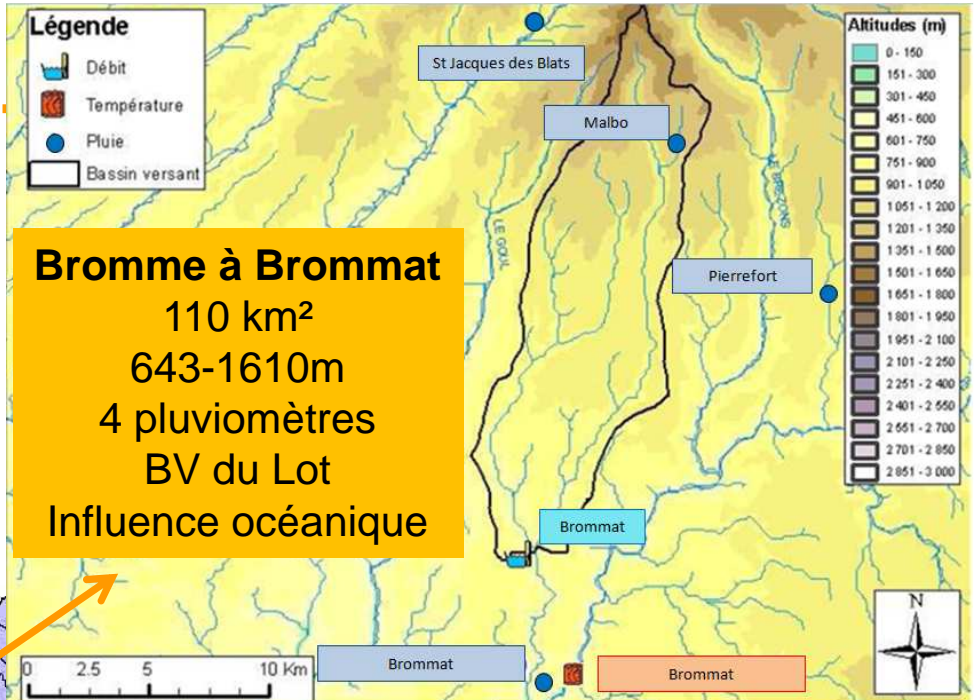 Légende
Débit
Température
Pluie
Bassin versant
St Jacques des Blats
Malbo
LE GOUL
LE BREZONS
Pierrefort
Bromme à Brommat
110 km²
643-1610m
4 pluviomètres
BV du Lot
Influence océanique
Brommat
Brommat
Brommat
0 2.5 5 10 Km
N
Altitudes (m)
0 - 150
151 - 300
301 - 450
451 - 600
601 - 750
751 - 900
901 - 1 050
1 051 - 1 200
1 201 - 1 350
1 351 - 1 500
1 501 - 1 650
1 651 - 1 800
1 801 - 1 950
1 951 - 2 100
2 101 - 2 250
2 251 - 2 400
2 401 - 2 550
2 551 - 2 700
2 701 - 2 850
2 851 - 3 000